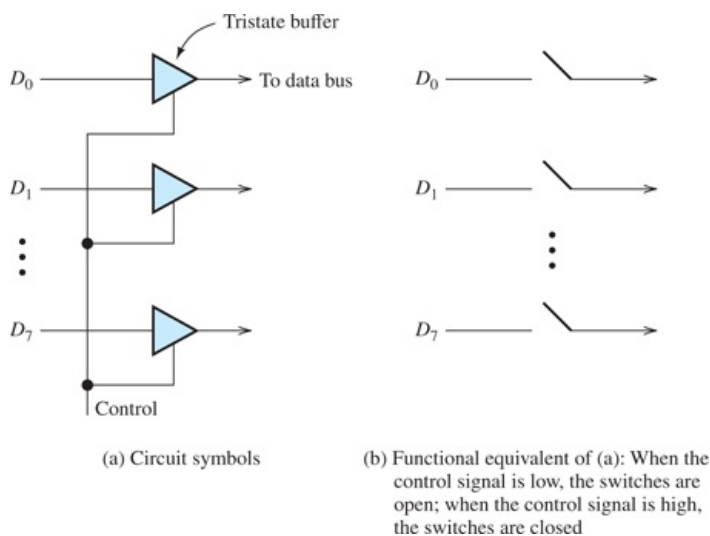 Tristate buffer
D0
To data bus
D0
D1
D1
D7
D7
Control
(a) Circuit symbols
(b) Functional equivalent of (a): When the
control signal is low, the switches are
open; when the control signal is high,
the switches are closed